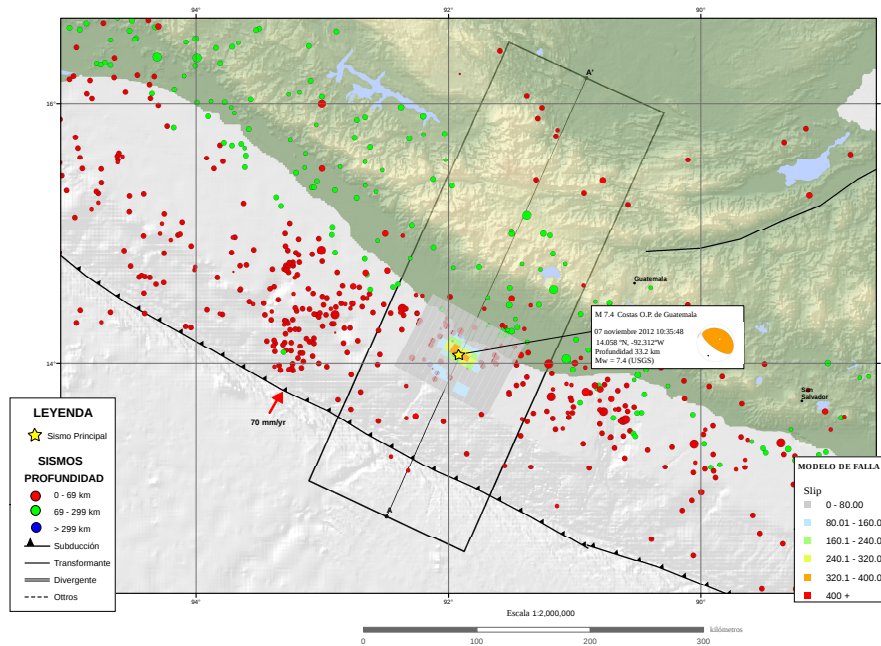 94°
92°
90°
A'
16°
Guatemala
M 7.4 Costas O.P. de Guatemala
07 noviembre 2012 10:35:48
14.058 °N, -92.312°W
Profundidad 33.2 km
Mw = 7.4 (USGS)
14°
San
Salvador
70 mm/yr
A
LEYENDA
Sismo Principal
SISMOS
PROFUNDIDAD
0 - 69 km
69 - 299 km
> 299 km
Subducción
Transformante
Divergente
Otros
MODELO DE FALLA
Slip
0 - 80.00
80.01 - 160.0
160.1 - 240.0
240.1 - 320.0
320.1 - 400.0
400 +
94°
92°
90°
Escala 1:2,000,000
kilómetros
0 100 200 300